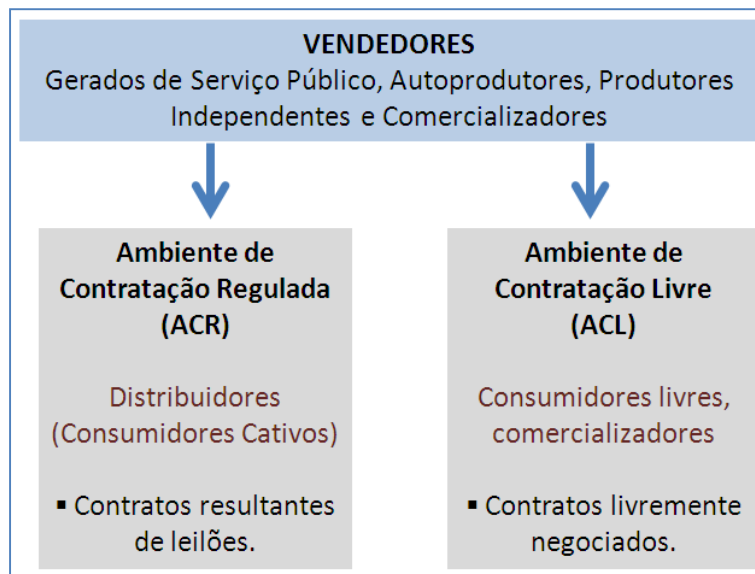 VENDEDORES
Gerados de Serviço Público, Autoprodutores, Produtores
Independentes e Comercializadores
Ambiente de
Contratação Regulada
(ACR)
Distribuidores
(Consumidores Cativos)
▪ Contratos resultantes
de leilões.
Ambiente de
Contratação Livre
(ACL)
Consumidores livres,
comercializadores
▪ Contratos livremente
negociados.